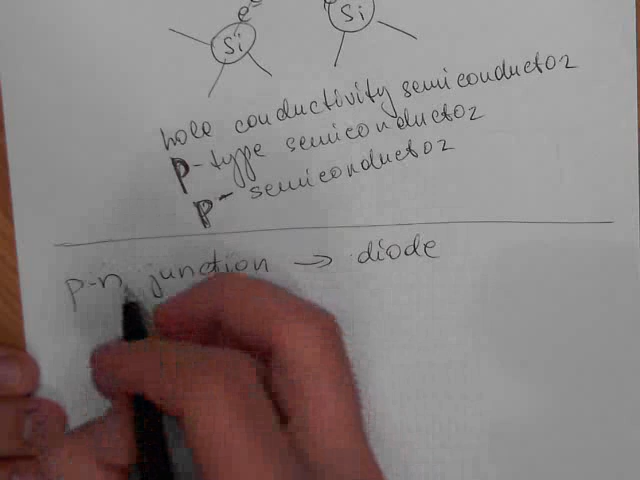 e⁻
Si Si
hole conductivity semiconductor
p-type semiconductor
p- semiconductor
p-n junction → diode